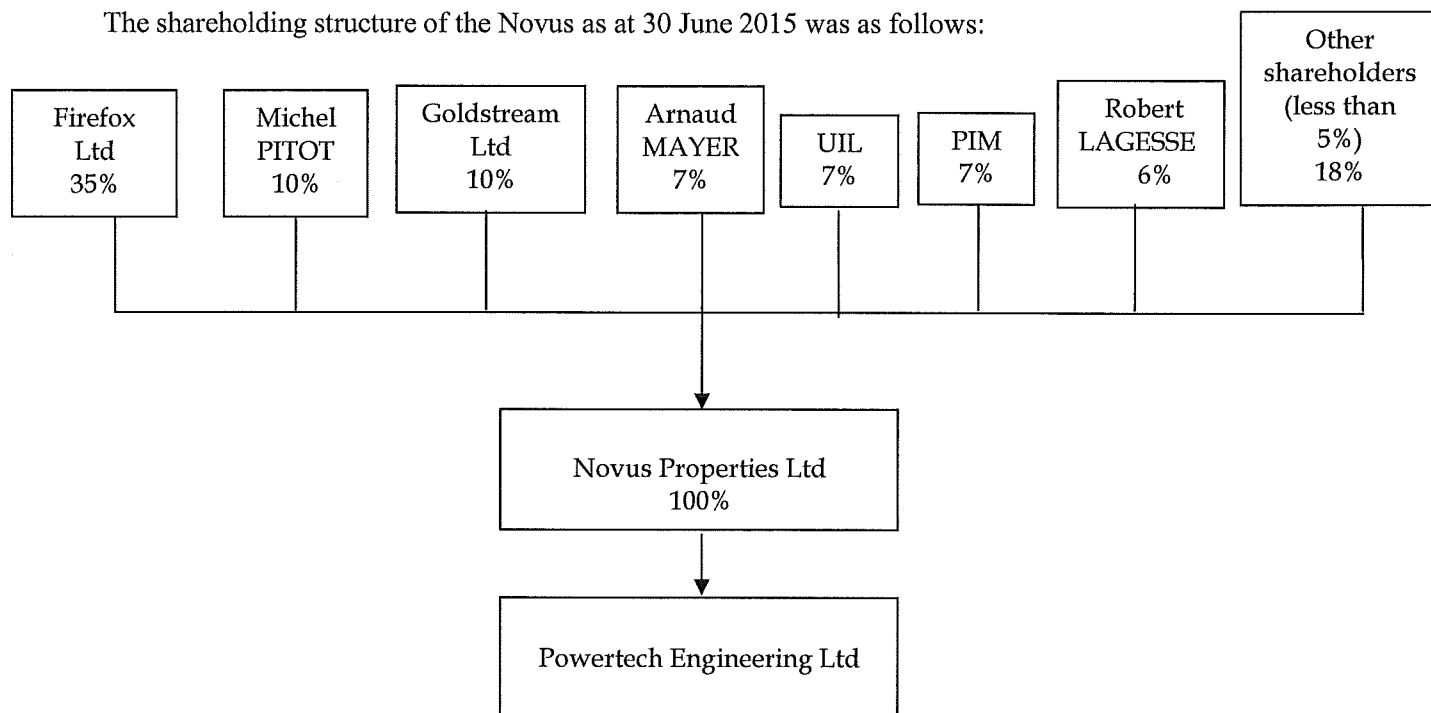 The shareholding structure of the Novus as at 30 June 2015 was as follows:
Firefox
Ltd
35%
Michel
PITOT
10%
Goldstream
Ltd
10%
Arnaud
MAYER
7%
UIL
7%
PIM
7%
Robert
LAGESSE
6%
Other
shareholders
(less than
5%)
18%
Novus Properties Ltd
100%
Powertech Engineering Ltd